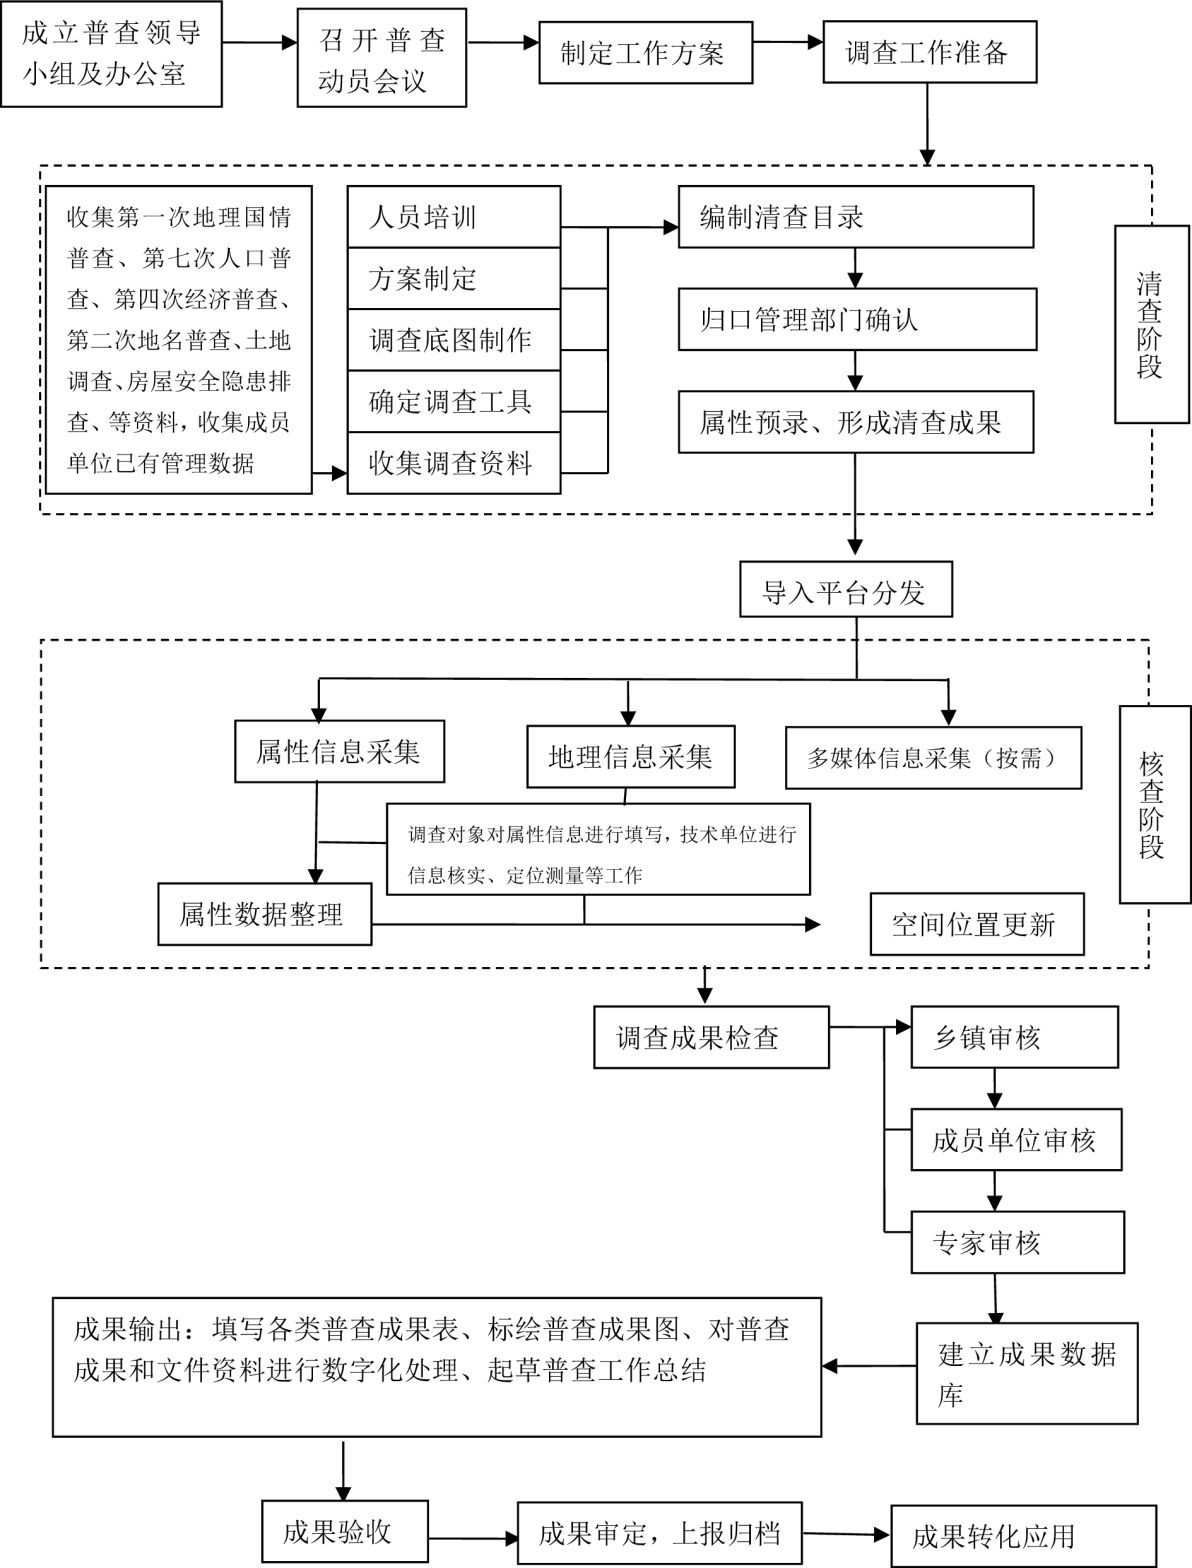 成立普查领导
小组及办公室
召开普查
动员会议
制定工作方案
调查工作准备
收集第一次地理国情
普查、第七次人口普
查、第四次经济普查、
第二次地名普查、土地
调查、房屋安全隐患排
查、等资料，收集成员
单位已有管理数据
人员培训
方案制定
调查底图制作
确定调查工具
收集调查资料
编制清查目录
归口管理部门确认
属性预录、形成清查成果
清查阶段
导入平台分发
属性信息采集
地理信息采集
多媒体信息采集（按需）
调查对象对属性信息进行填写，技术单位进行
信息核实、定位测量等工作
属性数据整理
空间位置更新
核查阶段
调查成果检查
乡镇审核
成员单位审核
专家审核
建立成果数据
库
成果输出：填写各类普查成果表、标绘普查成果图、对普查
成果和文件资料进行数字化处理、起草普查工作总结
成果验收
成果审定，上报归档
成果转化应用